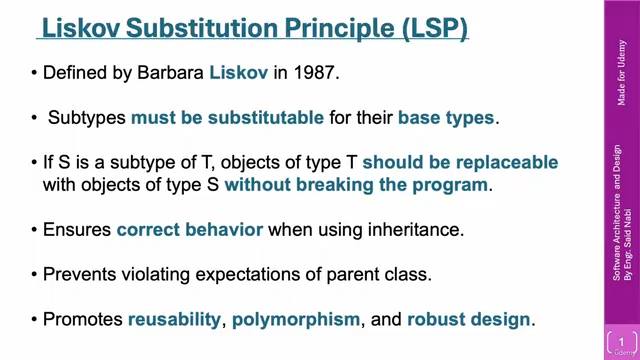 Liskov Substitution Principle (LSP)
• Defined by Barbara Liskov in 1987.
• Subtypes must be substitutable for their base types.
• If S is a subtype of T, objects of type T should be replaceable
with objects of type S without breaking the program.
• Ensures correct behavior when using inheritance.
• Prevents violating expectations of parent class.
• Promotes reusability, polymorphism, and robust design.
Made for Udemy
Software Architecture and Design
By Engr. Said Nabi
1
Udemy